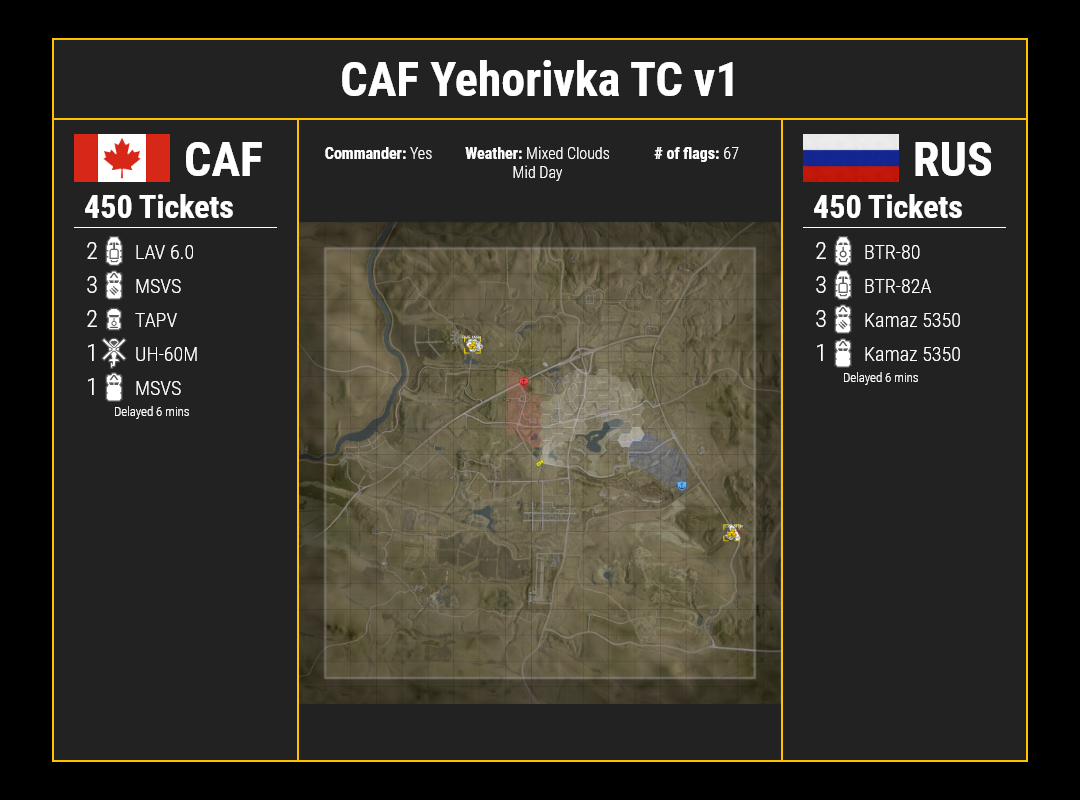 CAF Yehorivka TC v1
CAF
450 Tickets
2 LAV 6.0
3 MSVS
2 TAPV
1 UH-60M
1 MSVS
Delayed 6 mins
Commander: Yes
Weather: Mixed Clouds
Mid Day
# of flags: 67
RUS
450 Tickets
2 BTR-80
3 BTR-82A
3 Kamaz 5350
1 Kamaz 5350
Delayed 6 mins